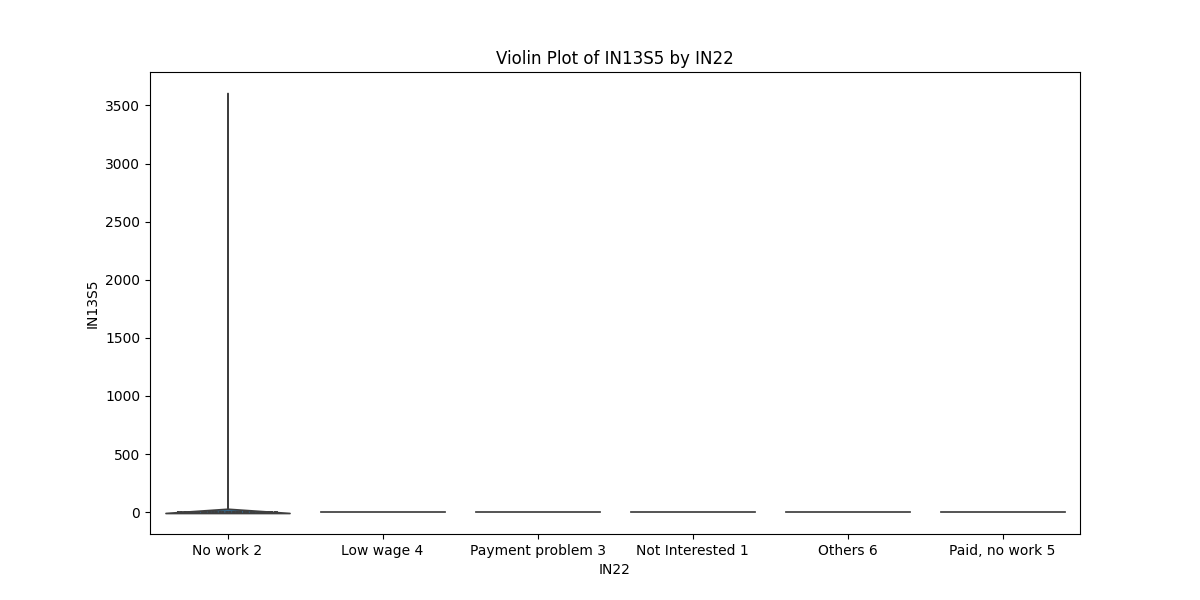 Violin Plot of IN13S5 by IN22
3500
3000
2500
2000
1500
1000
500
0
IN13S5
No work 2
Low wage 4
Payment problem 3
Not Interested 1
Others 6
Paid, no work 5
IN22